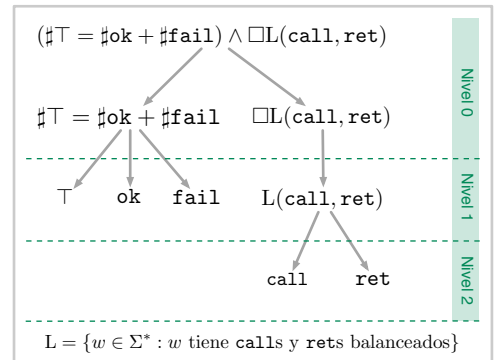 (♯⊤ = ♯ok + ♯fail) ∧ □L(call, ret)
♯⊤ = ♯ok + ♯fail □L(call, ret)
Nivel 0
⊤ ok fail L(call, ret)
Nivel 1
call ret
Nivel 2
L = {w ∈ Σ* : w tiene calls y rets balanceados}